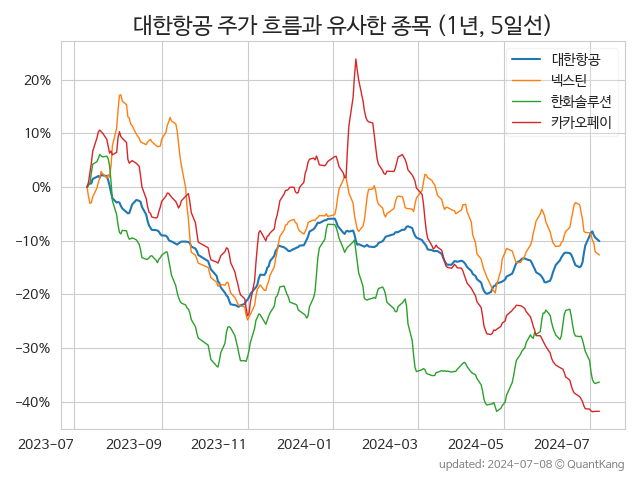 대한항공 주가 흐름과 유사한 종목 (1년, 5일선)
대한항공
넥스틴
한화솔루션
카카오페이
20%
10%
0%
−10%
−20%
−30%
−40%
2023-07
2023-09
2023-11
2024-01
2024-03
2024-05
2024-07
updated: 2024-07-08 © QuantKang